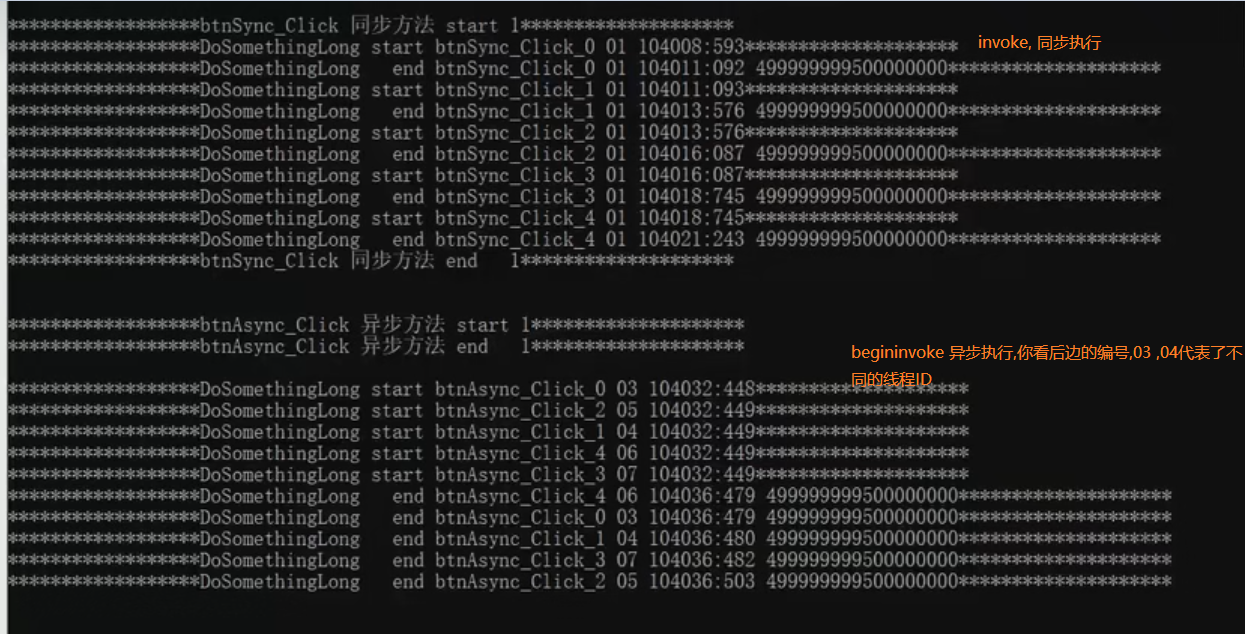 ******************btnSync_Click 同步方法 start 1********************
******************DoSomethingLong start btnSync_Click_0 01 104008:593******************** invoke, 同步执行
******************DoSomethingLong   end btnSync_Click_0 01 104011:092 499999999500000000********************
******************DoSomethingLong start btnSync_Click_1 01 104011:093********************
******************DoSomethingLong   end btnSync_Click_1 01 104013:576 499999999500000000********************
******************DoSomethingLong start btnSync_Click_2 01 104013:576********************
******************DoSomethingLong   end btnSync_Click_2 01 104016:087 499999999500000000********************
******************DoSomethingLong start btnSync_Click_3 01 104016:087********************
******************DoSomethingLong   end btnSync_Click_3 01 104018:745 499999999500000000********************
******************DoSomethingLong start btnSync_Click_4 01 104018:745********************
******************DoSomethingLong   end btnSync_Click_4 01 104021:243 499999999500000000********************
******************btnSync_Click 同步方法 end   1********************
******************btnAsync_Click 异步方法 start 1********************
******************btnAsync_Click 异步方法 end   1********************
begininvoke 异步执行,你看后边的编号,03 ,04代表了不
同的线程ID
******************DoSomethingLong start btnAsync_Click_0 03 104032:448********************
******************DoSomethingLong start btnAsync_Click_2 05 104032:449********************
******************DoSomethingLong start btnAsync_Click_1 04 104032:449********************
******************DoSomethingLong start btnAsync_Click_4 06 104032:449********************
******************DoSomethingLong start btnAsync_Click_3 07 104032:449********************
******************DoSomethingLong   end btnAsync_Click_4 06 104036:479 499999999500000000********************
******************DoSomethingLong   end btnAsync_Click_0 03 104036:479 499999999500000000********************
******************DoSomethingLong   end btnAsync_Click_1 04 104036:480 499999999500000000********************
******************DoSomethingLong   end btnAsync_Click_3 07 104036:482 499999999500000000********************
******************DoSomethingLong   end btnAsync_Click_2 05 104036:503 499999999500000000********************